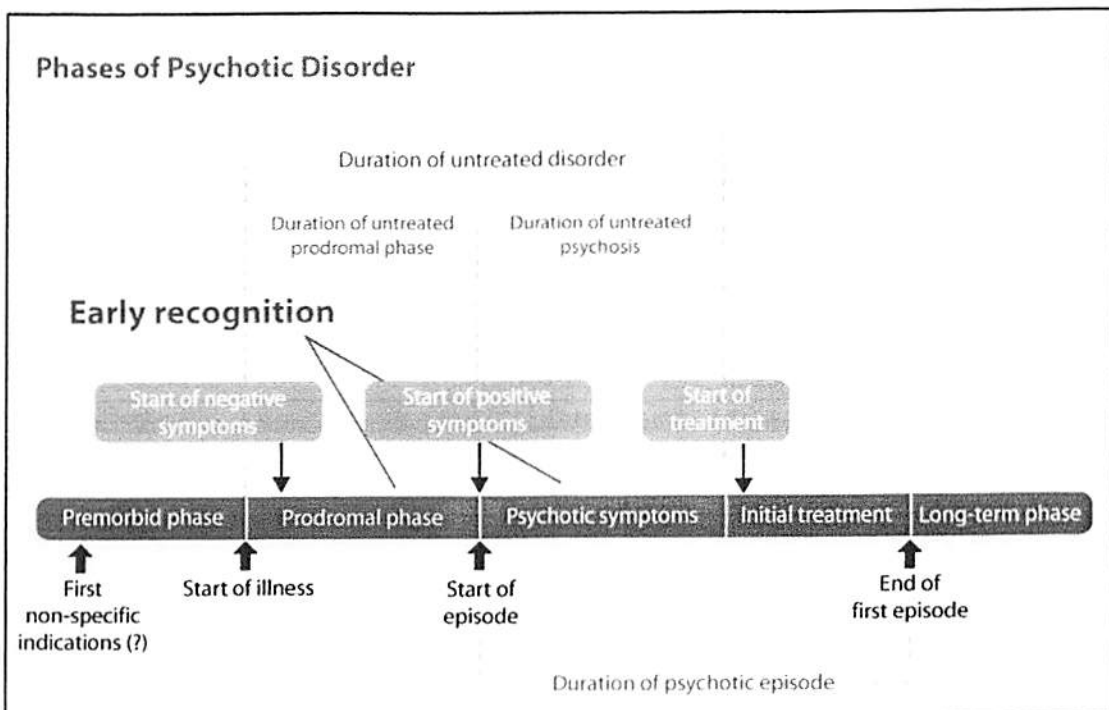 Phases of Psychotic Disorder
Duration of untreated disorder
Duration of untreated
prodromal phase
Duration of untreated
psychosis
Early recognition
Start of negative
symptoms
Start of positive
symptoms
Start of
treatment
Premorbid phase
Prodromal phase
Psychotic symptoms
Initial treatment
Long-term phase
First
non-specific
indications (?)
Start of illness
Start of
episode
End of
first episode
Duration of psychotic episode